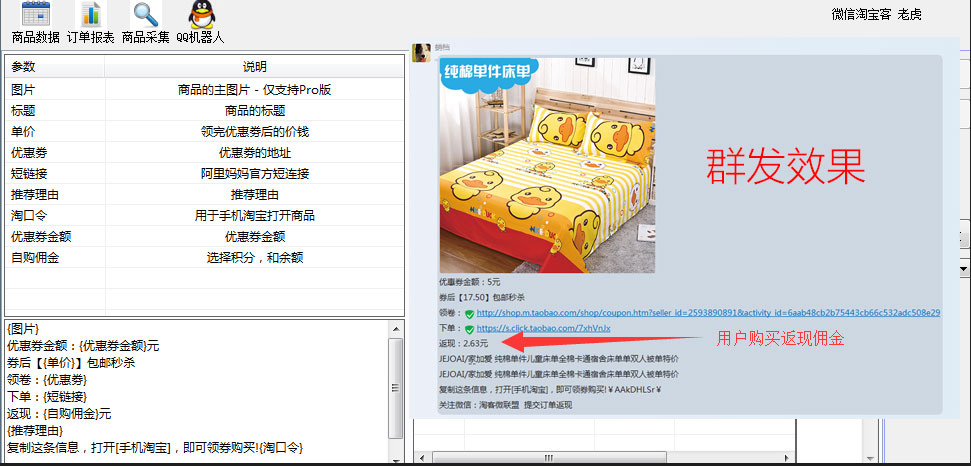 商品数据 订单报表 商品采集 QQ机器人
微信淘宝客 老虎
参数 说明
图片 商品的主图片 - 仅支持Pro版
标题 商品的标题
单价 领完优惠券后的价钱
优惠券 优惠券的地址
短链接 阿里妈妈官方短连接
推荐理由 推荐理由
淘口令 用于手机淘宝打开商品
优惠券金额 优惠券金额
自购佣金 选择积分，和余额
{图片}
优惠券金额：{优惠券金额}元
券后【{单价}】包邮秒杀
领卷：{优惠券}
下单：{短链接}
返现：{自购佣金}元
{推荐理由}
复制这条信息，打开[手机淘宝]，即可领券购买!{淘口令}
纯棉单件床单
群发效果
优惠券金额：5元
券后【17.50】包邮秒杀
领卷： http://shop.m.taobao.com/shop/coupon.htm?seller_id=2593890891&activity_id=6aab48cb2b75443cb66c532adc508e29
下单： https://s.click.taobao.com/7xhVnJx
返现：2.63元
用户购买返现佣金
JEJOAI/家加爱 纯棉单件儿童床单全棉卡通宿舍床单单双人被单特价
JEJOAI/家加爱 纯棉单件儿童床单全棉卡通宿舍床单单双人被单特价
复制这条信息，打开[手机淘宝]，即可领券购买!￥AAkDHLSr￥
关注微信：淘客微联盟 提交订单返现